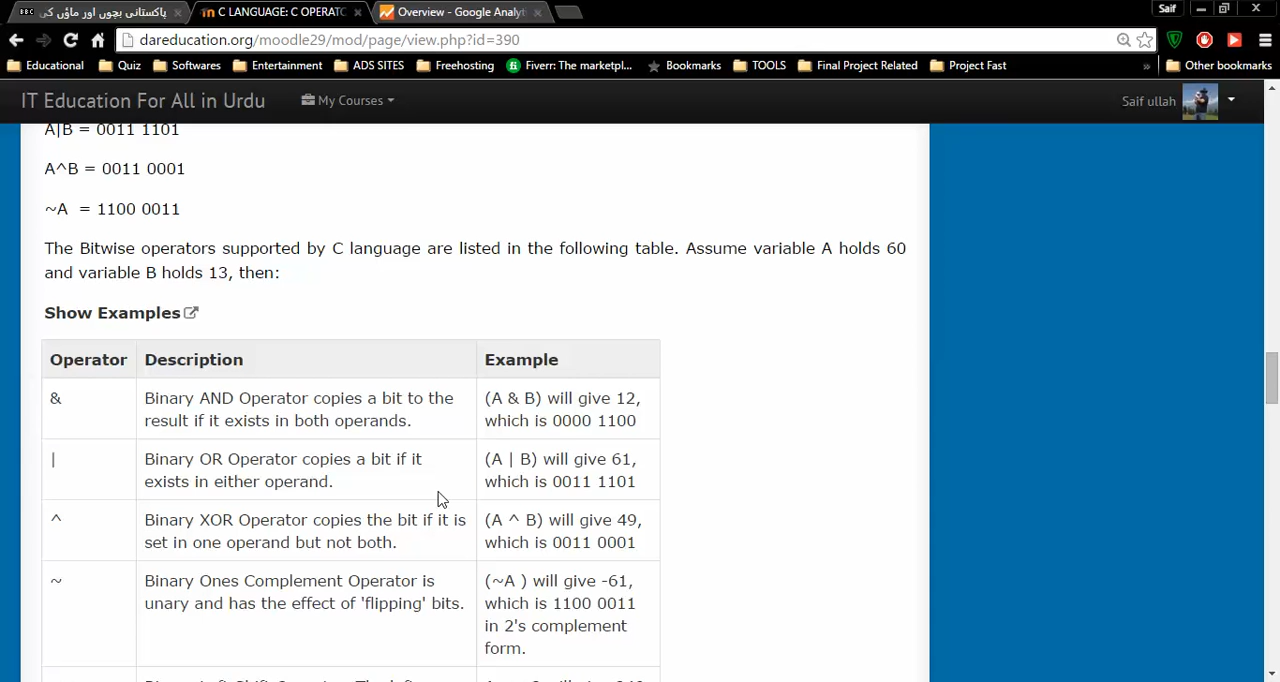 BBC پاکستانی بچوں اور ماؤں کی
C LANGUAGE: C OPERATC
Overview - Google Analyt
Saif
dareducation.org/moodle29/mod/page/view.php?id=390
Educational Quiz Softwares Entertainment ADS SITES Freehosting Fiverr: The marketpl... Bookmarks TOOLS Final Project Related Project Fast » Other bookmarks
IT Education For All in Urdu My Courses Saif ullah
A|B = 0011 1101
A^B = 0011 0001
~A = 1100 0011
The Bitwise operators supported by C language are listed in the following table. Assume variable A holds 60
and variable B holds 13, then:
Show Examples
Operator Description Example
& Binary AND Operator copies a bit to the (A & B) will give 12,
result if it exists in both operands. which is 0000 1100
| Binary OR Operator copies a bit if it (A | B) will give 61,
exists in either operand. which is 0011 1101
^ Binary XOR Operator copies the bit if it is (A ^ B) will give 49,
set in one operand but not both. which is 0011 0001
~ Binary Ones Complement Operator is (~A ) will give -61,
unary and has the effect of 'flipping' bits. which is 1100 0011
in 2's complement
form.